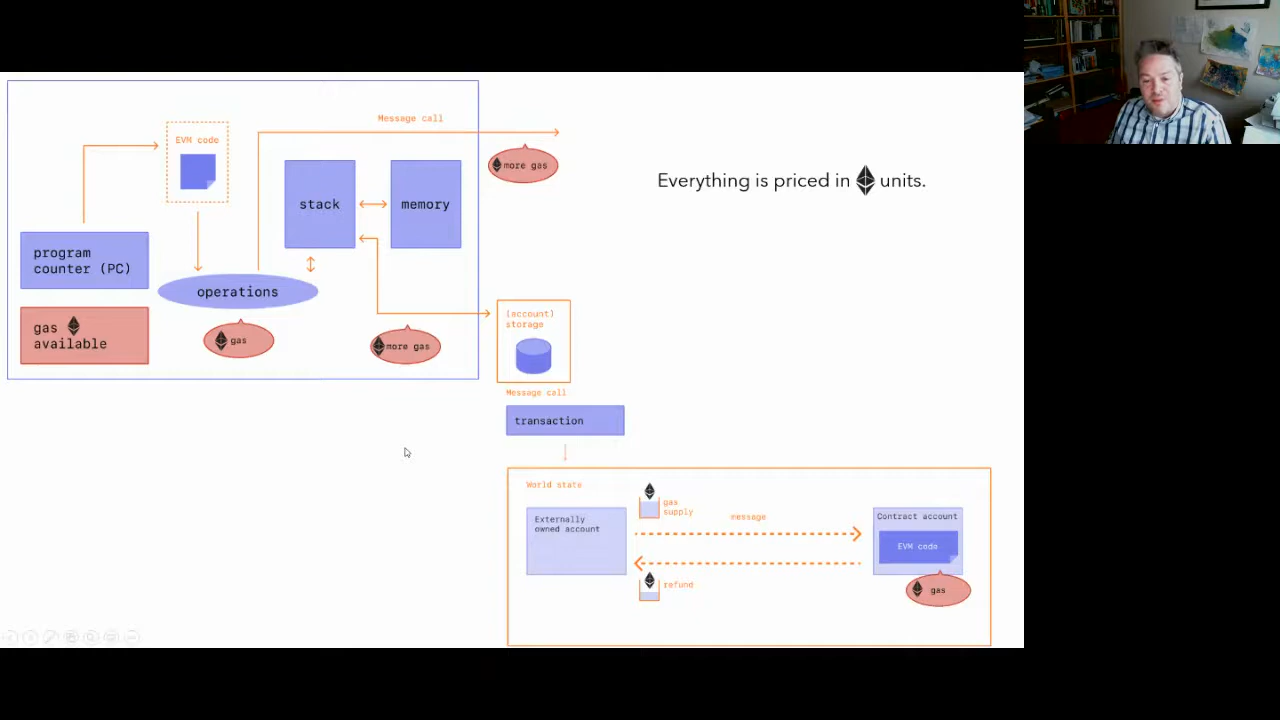 Message call
EVM code
more gas
Everything is priced in units.
stack
memory
program
counter (PC)
operations
(account)
storage
gas
available
gas
more gas
Message call
transaction
World state
gas
supply
Externally
owned account
message
Contract account
EVM code
refund
gas